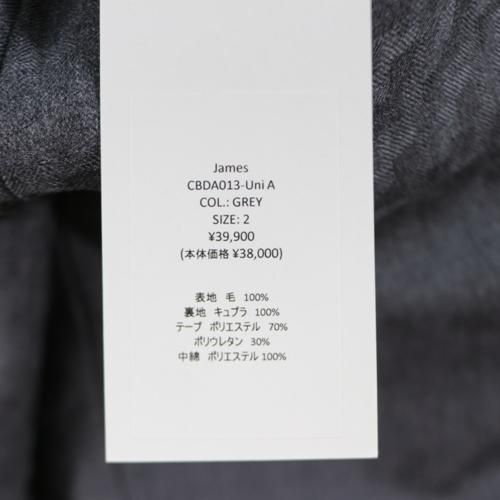 James
CBDA013-Uni A
COL.: GREY
SIZE: 2
¥39,900
(本体価格 ¥38,000)
表地 毛 100%
裏地 キュプラ 100%
テープ ポリエステル 70%
ポリウレタン 30%
中綿 ポリエステル 100%